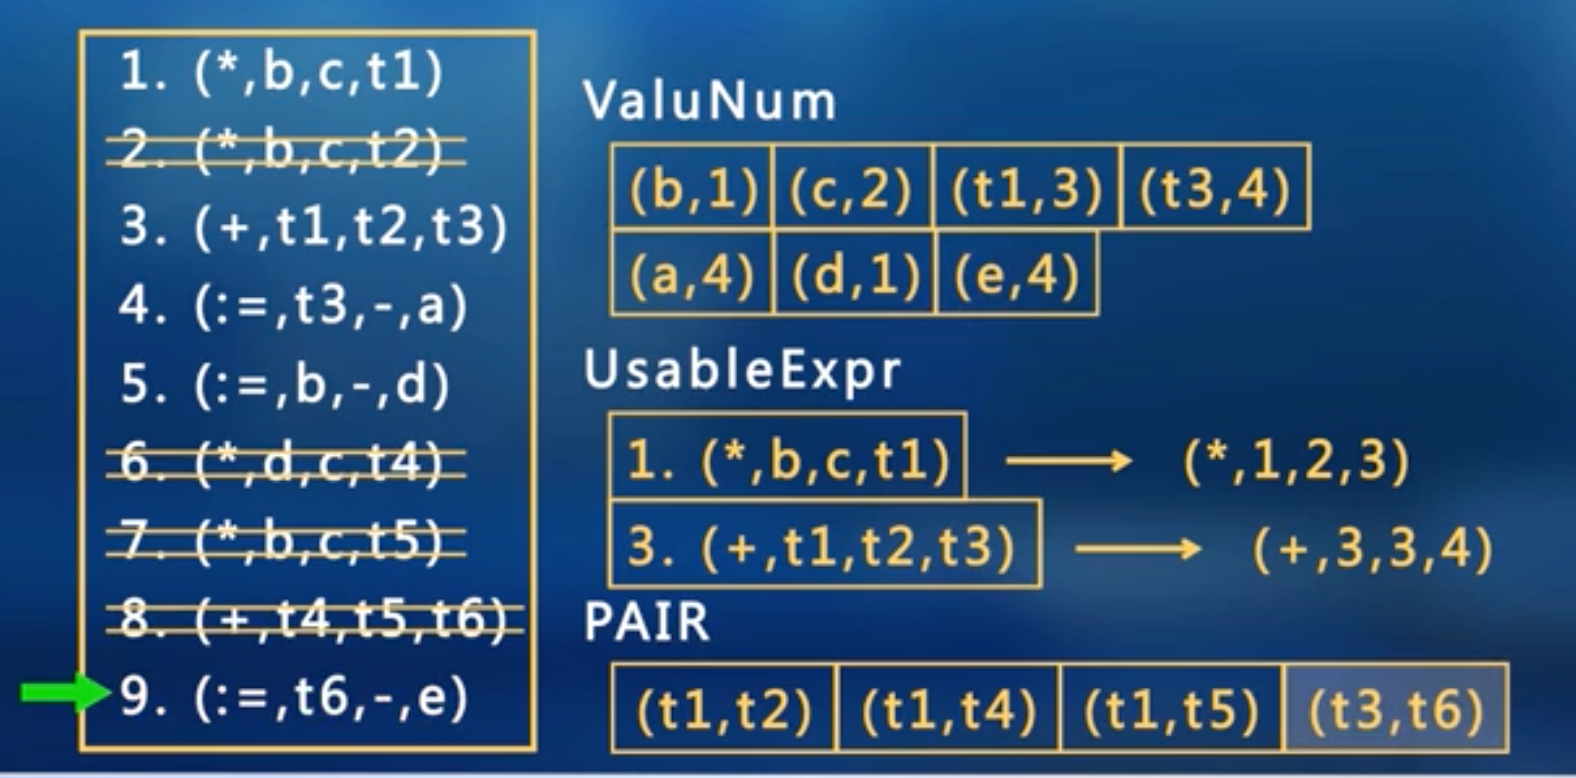 1. (*,b,c,t1)
2. (*,b,c,t2)
3. (+,t1,t2,t3)
4. (:=,t3,-,a)
5. (:=,b,-,d)
6. (*,d,c,t4)
7. (*,b,c,t5)
8. (+,t4,t5,t6)
9. (:=,t6,-,e)
ValuNum
(b,1) (c,2) (t1,3) (t3,4)
(a,4) (d,1) (e,4)
UsableExpr
1. (*,b,c,t1) → (*,1,2,3)
3. (+,t1,t2,t3) → (+,3,3,4)
PAIR
(t1,t2) (t1,t4) (t1,t5) (t3,t6)